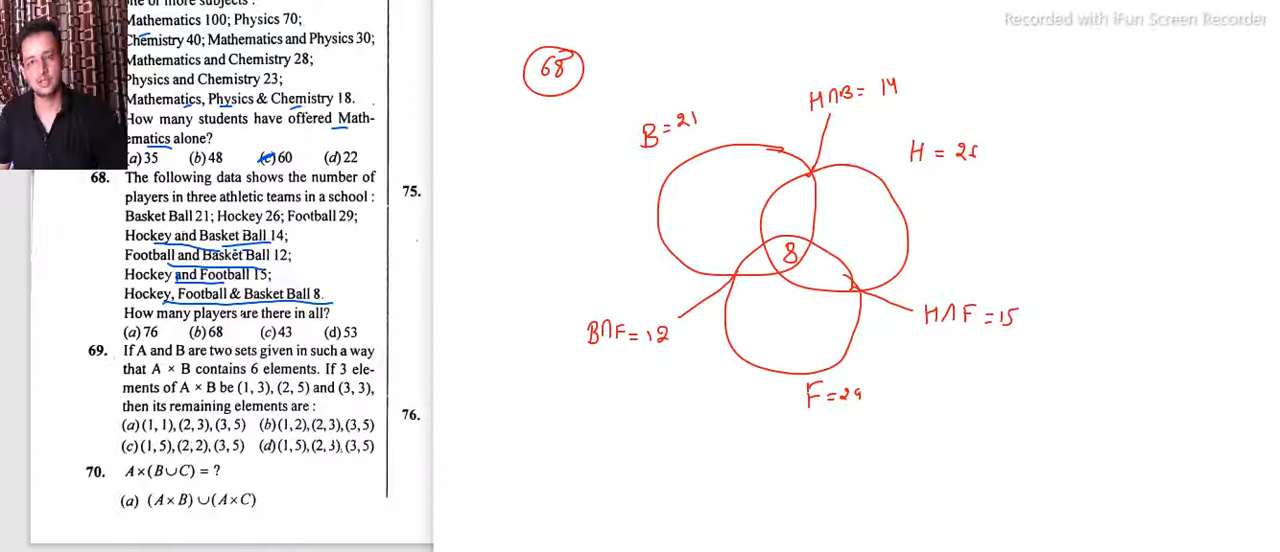 Mathematics 100; Physics 70;
Chemistry 40; Mathematics and Physics 30;
Mathematics and Chemistry 28;
Physics and Chemistry 23;
Mathematics, Physics & Chemistry 18.
How many students have offered Math-
ematics alone?
(a) 35 (b) 48 (c) 60 (d) 22
68. The following data shows the number of
players in three athletic teams in a school :
Basket Ball 21; Hockey 26; Football 29;
Hockey and Basket Ball 14;
Football and Basket Ball 12;
Hockey and Football 15;
Hockey, Football & Basket Ball 8.
How many players are there in all?
(a) 76 (b) 68 (c) 43 (d) 53
69. If A and B are two sets given in such a way
that A × B contains 6 elements. If 3 ele-
ments of A × B be (1, 3), (2, 5) and (3, 3),
then its remaining elements are :
(a) (1, 1), (2, 3), (3, 5) (b) (1, 2), (2, 3), (3, 5)
(c) (1, 5), (2, 2), (3, 5) (d) (1, 5), (2, 3), (3, 5)
70. A×(B∪C) = ?
(a) (A×B) ∪(A×C)
75.
76.
Recorded with iFun Screen Recorder
68
H∩B = 14
B = 21
H = 26
8
B∩F = 12
H∩F = 15
F = 29